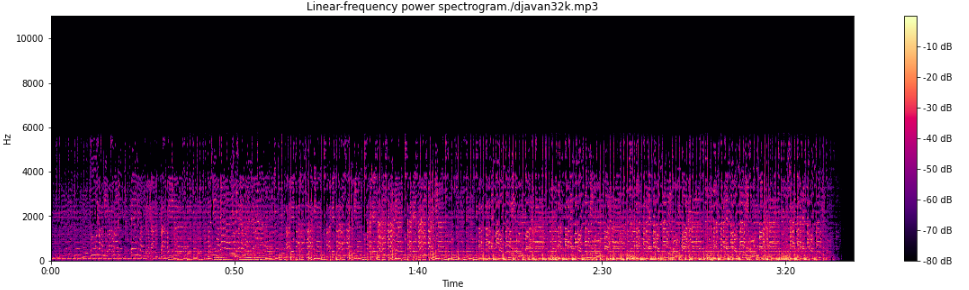 Linear-frequency power spectrogram./djavan32k.mp3
10000
8000
6000
4000
2000
0
Hz
0:00
0:50
1:40
2:30
3:20
Time
-10 dB
-20 dB
-30 dB
-40 dB
-50 dB
-60 dB
-70 dB
-80 dB